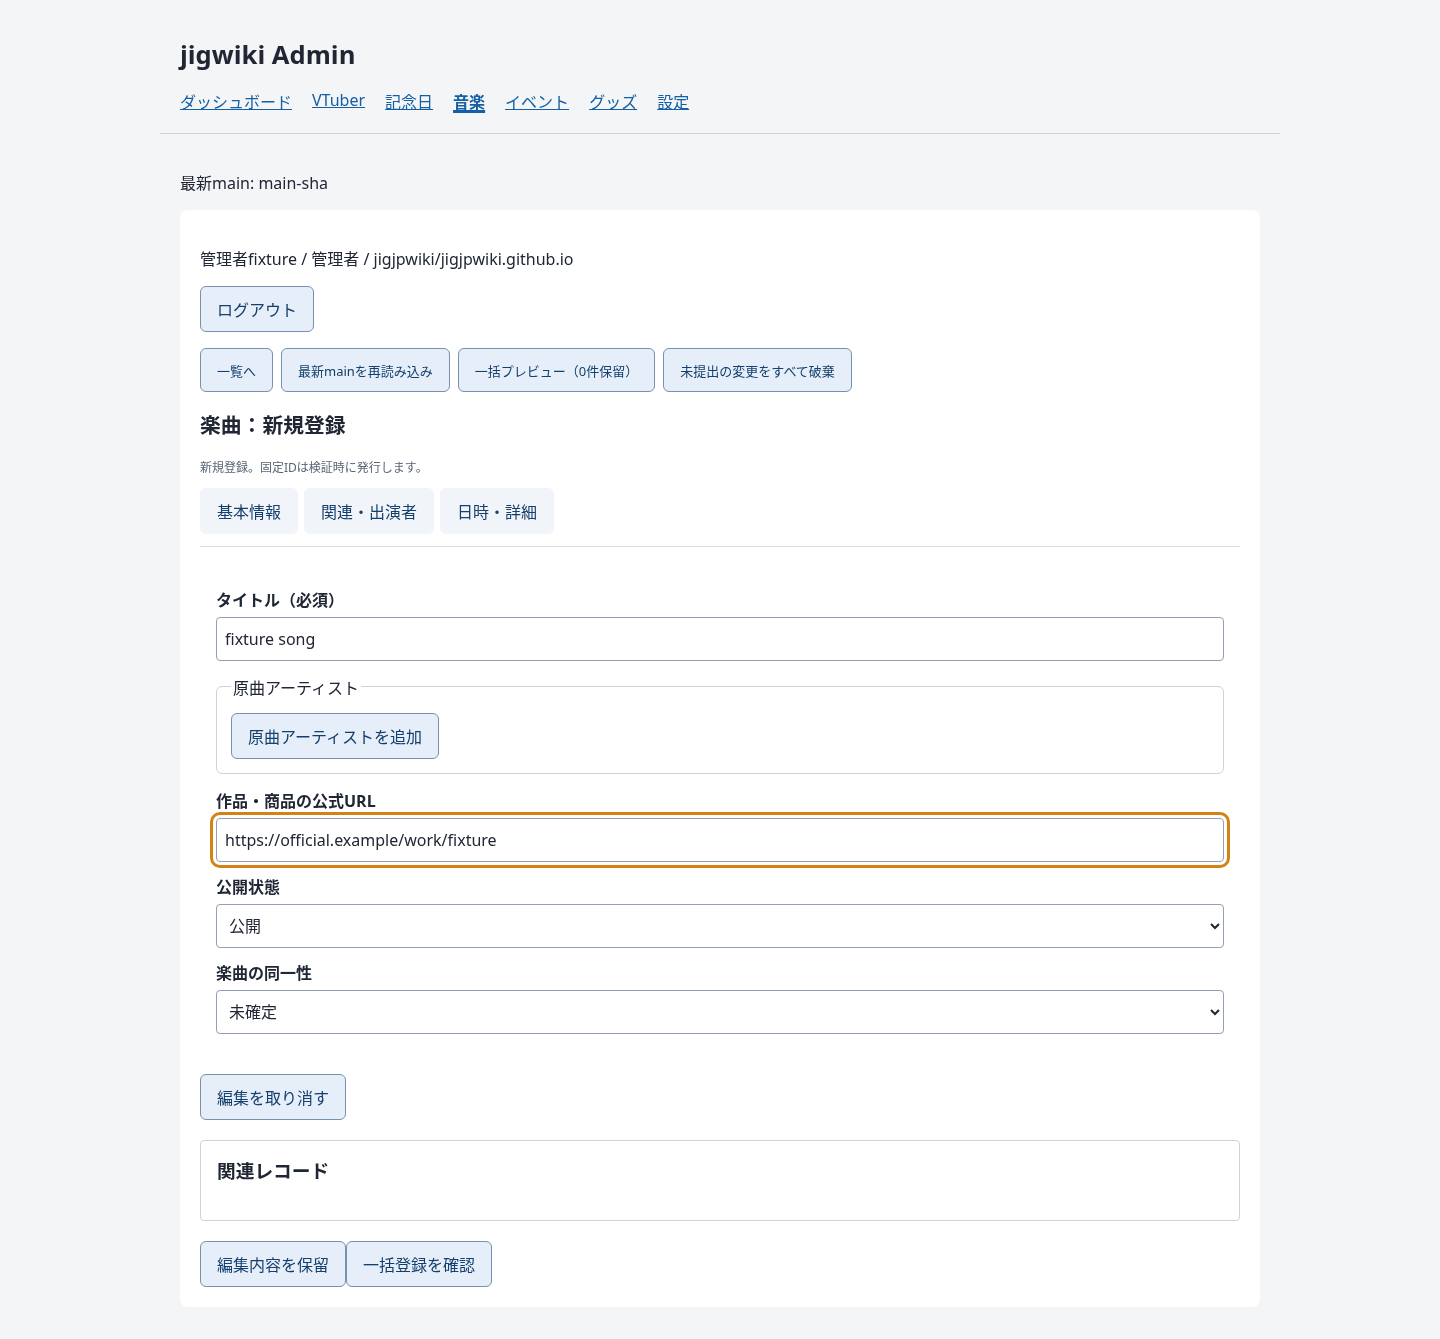 jigwiki Admin
ダッシュボード VTuber 記念日 音楽 イベント グッズ 設定
最新main: main-sha
管理者fixture / 管理者 / jigjpwiki/jigjpwiki.github.io
ログアウト
一覧へ 最新mainを再読み込み 一括プレビュー（0件保留） 未提出の変更をすべて破棄
楽曲：新規登録
新規登録。固定IDは検証時に発行します。
基本情報 関連・出演者 日時・詳細
タイトル（必須）
fixture song
原曲アーティスト
原曲アーティストを追加
作品・商品の公式URL
https://official.example/work/fixture
公開状態
公開
楽曲の同一性
未確定
編集を取り消す
関連レコード
編集内容を保留 一括登録を確認